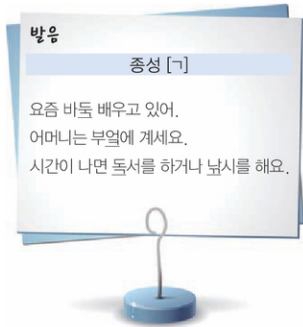 발음
종성 [ㄱ]
요즘 바둑 배우고 있어.
어머니는 부엌에 계세요.
시간이 나면 독서를 하거나 낚시를 해요.